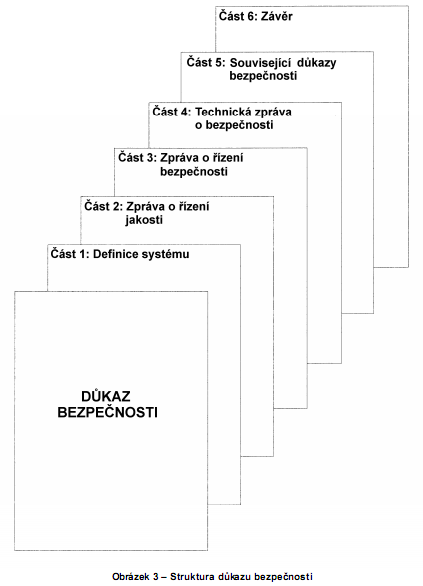 Část 6: Závěr
Část 5: Související důkazy
bezpečnosti
Část 4: Technická zpráva
o bezpečnosti
Část 3: Zpráva o řízení
bezpečnosti
Část 2: Zpráva o řízení
jakosti
Část 1: Definice systému
DŮKAZ
BEZPEČNOSTI
Obrázek 3 – Struktura důkazu bezpečnosti